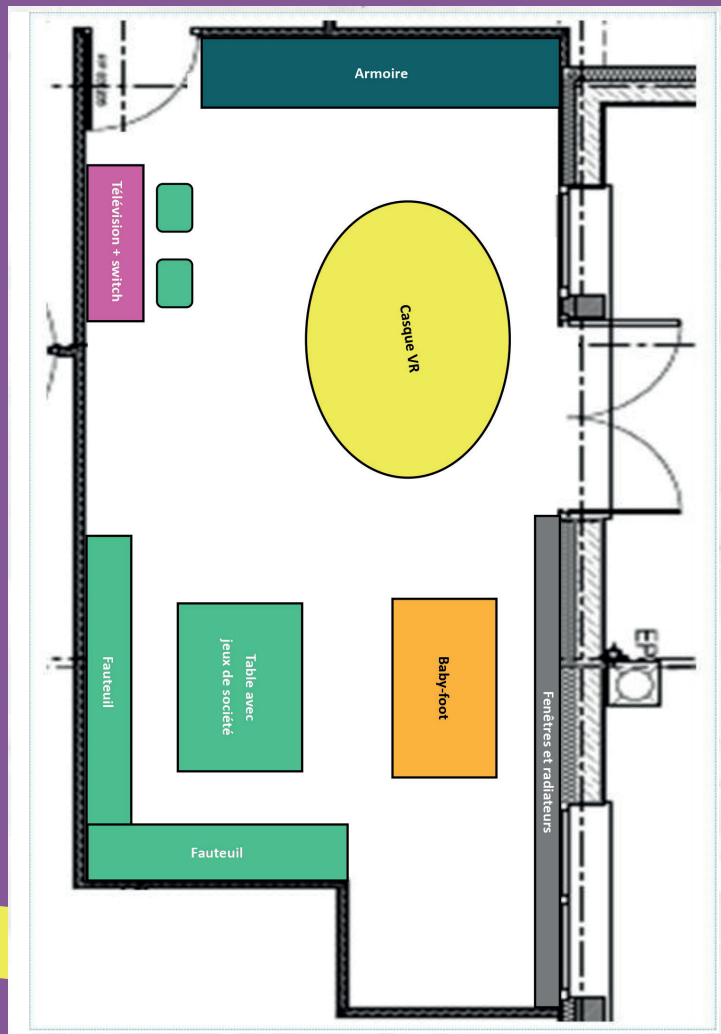 Armoire
Télévision + switch
Casque VR
Fauteuil
Table avec
jeux de société
Baby-foot
Fenêtres et radiateurs
EP
Fauteuil